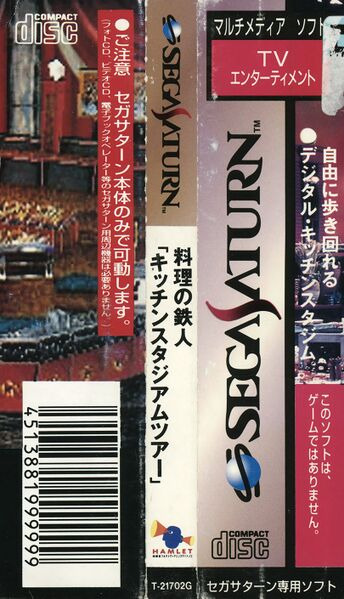 COMPACT
disc
●ご注意 セガサターン本体のみで可動します。
(フォトCD、ビデオCD、電子ブックオペレーター等のセガサターン用周辺機器は必要ありません。)
4513881999999
SEGA SATURN™
料理の鉄人
「キッチンスタジアムツアー」
HAMLET
T-21702G
マルチメディア ソフト
TV
エンターティメント
SEGA SATURN™
COMPACT
disc
●自由に歩き回れる
デジタル・キッチンスタジアム。
このソフトは、
ゲームではありません。
セガサターン専用ソフト